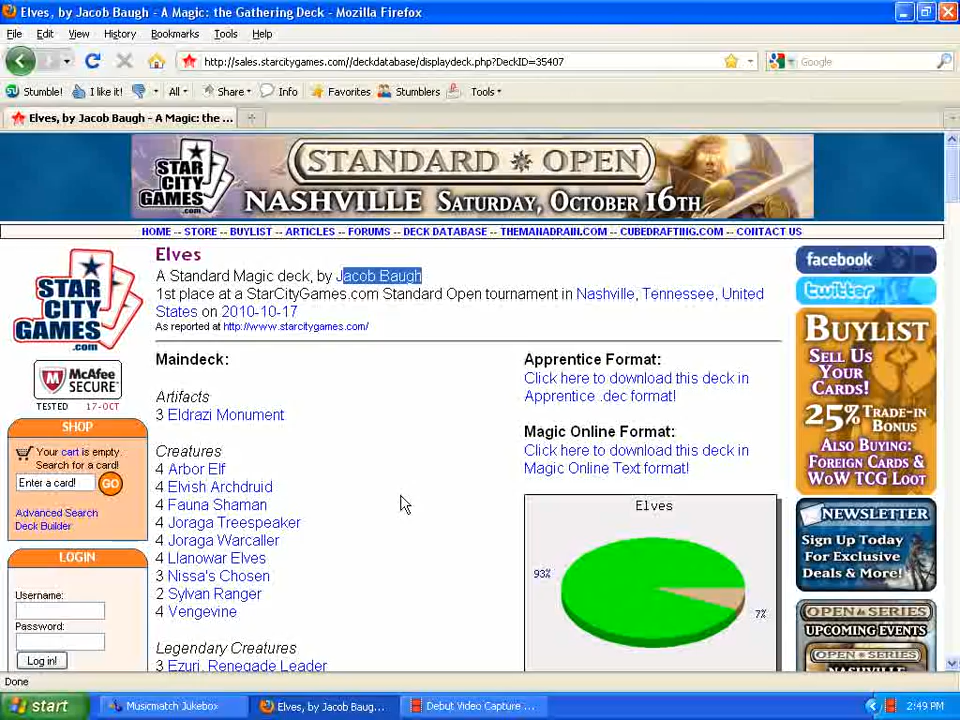 Elves, by Jacob Baugh - A Magic: the Gathering Deck - Mozilla Firefox
File Edit View History Bookmarks Tools Help
http://sales.starcitygames.com//deckdatabase/displaydeck.php?DeckID=35407
Google
Stumble! I like it! All Share Info Favorites Stumblers Tools
Elves, by Jacob Baugh - A Magic: the ...
STAR CITY GAMES.com
STANDARD OPEN
NASHVILLE SATURDAY, OCTOBER 16TH
HOME -- STORE -- BUYLIST -- ARTICLES -- FORUMS -- DECK DATABASE -- THEMANADRAIN.COM -- CUBEDRAFTING.COM -- CONTACT US
STAR
CITY
GAMES
.com
McAfee
SECURE
TESTED 17-OCT
SHOP
Your cart is empty.
Search for a card!
Enter a card! GO
Advanced Search
Deck Builder
LOGIN
Username:
Password:
Log in!
Elves
A Standard Magic deck, by Jacob Baugh
1st place at a StarCityGames.com Standard Open tournament in Nashville, Tennessee, United
States on 2010-10-17
As reported at http://www.starcitygames.com/
Maindeck:
Artifacts
3 Eldrazi Monument
Creatures
4 Arbor Elf
4 Elvish Archdruid
4 Fauna Shaman
4 Joraga Treespeaker
4 Joraga Warcaller
4 Llanowar Elves
3 Nissa's Chosen
2 Sylvan Ranger
4 Vengevine
Legendary Creatures
3 Ezuri, Renegade Leader
Apprentice Format:
Click here to download this deck in
Apprentice .dec format!
Magic Online Format:
Click here to download this deck in
Magic Online Text format!
Elves
93%
7%
facebook
twitter
BUYLIST
SELL US
YOUR
CARDS!
25% TRADE-IN
BONUS
ALSO BUYING:
FOREIGN CARDS &
WOW TCG LOOT
NEWSLETTER
Sign Up Today
For Exclusive
Deals & More!
OPEN SERIES
UPCOMING EVENTS
OPEN SERIES
NASHVILLE
Done
start Musicmatch Jukebox Elves, by Jacob Baug... Debut Video Capture ... 2:49 PM